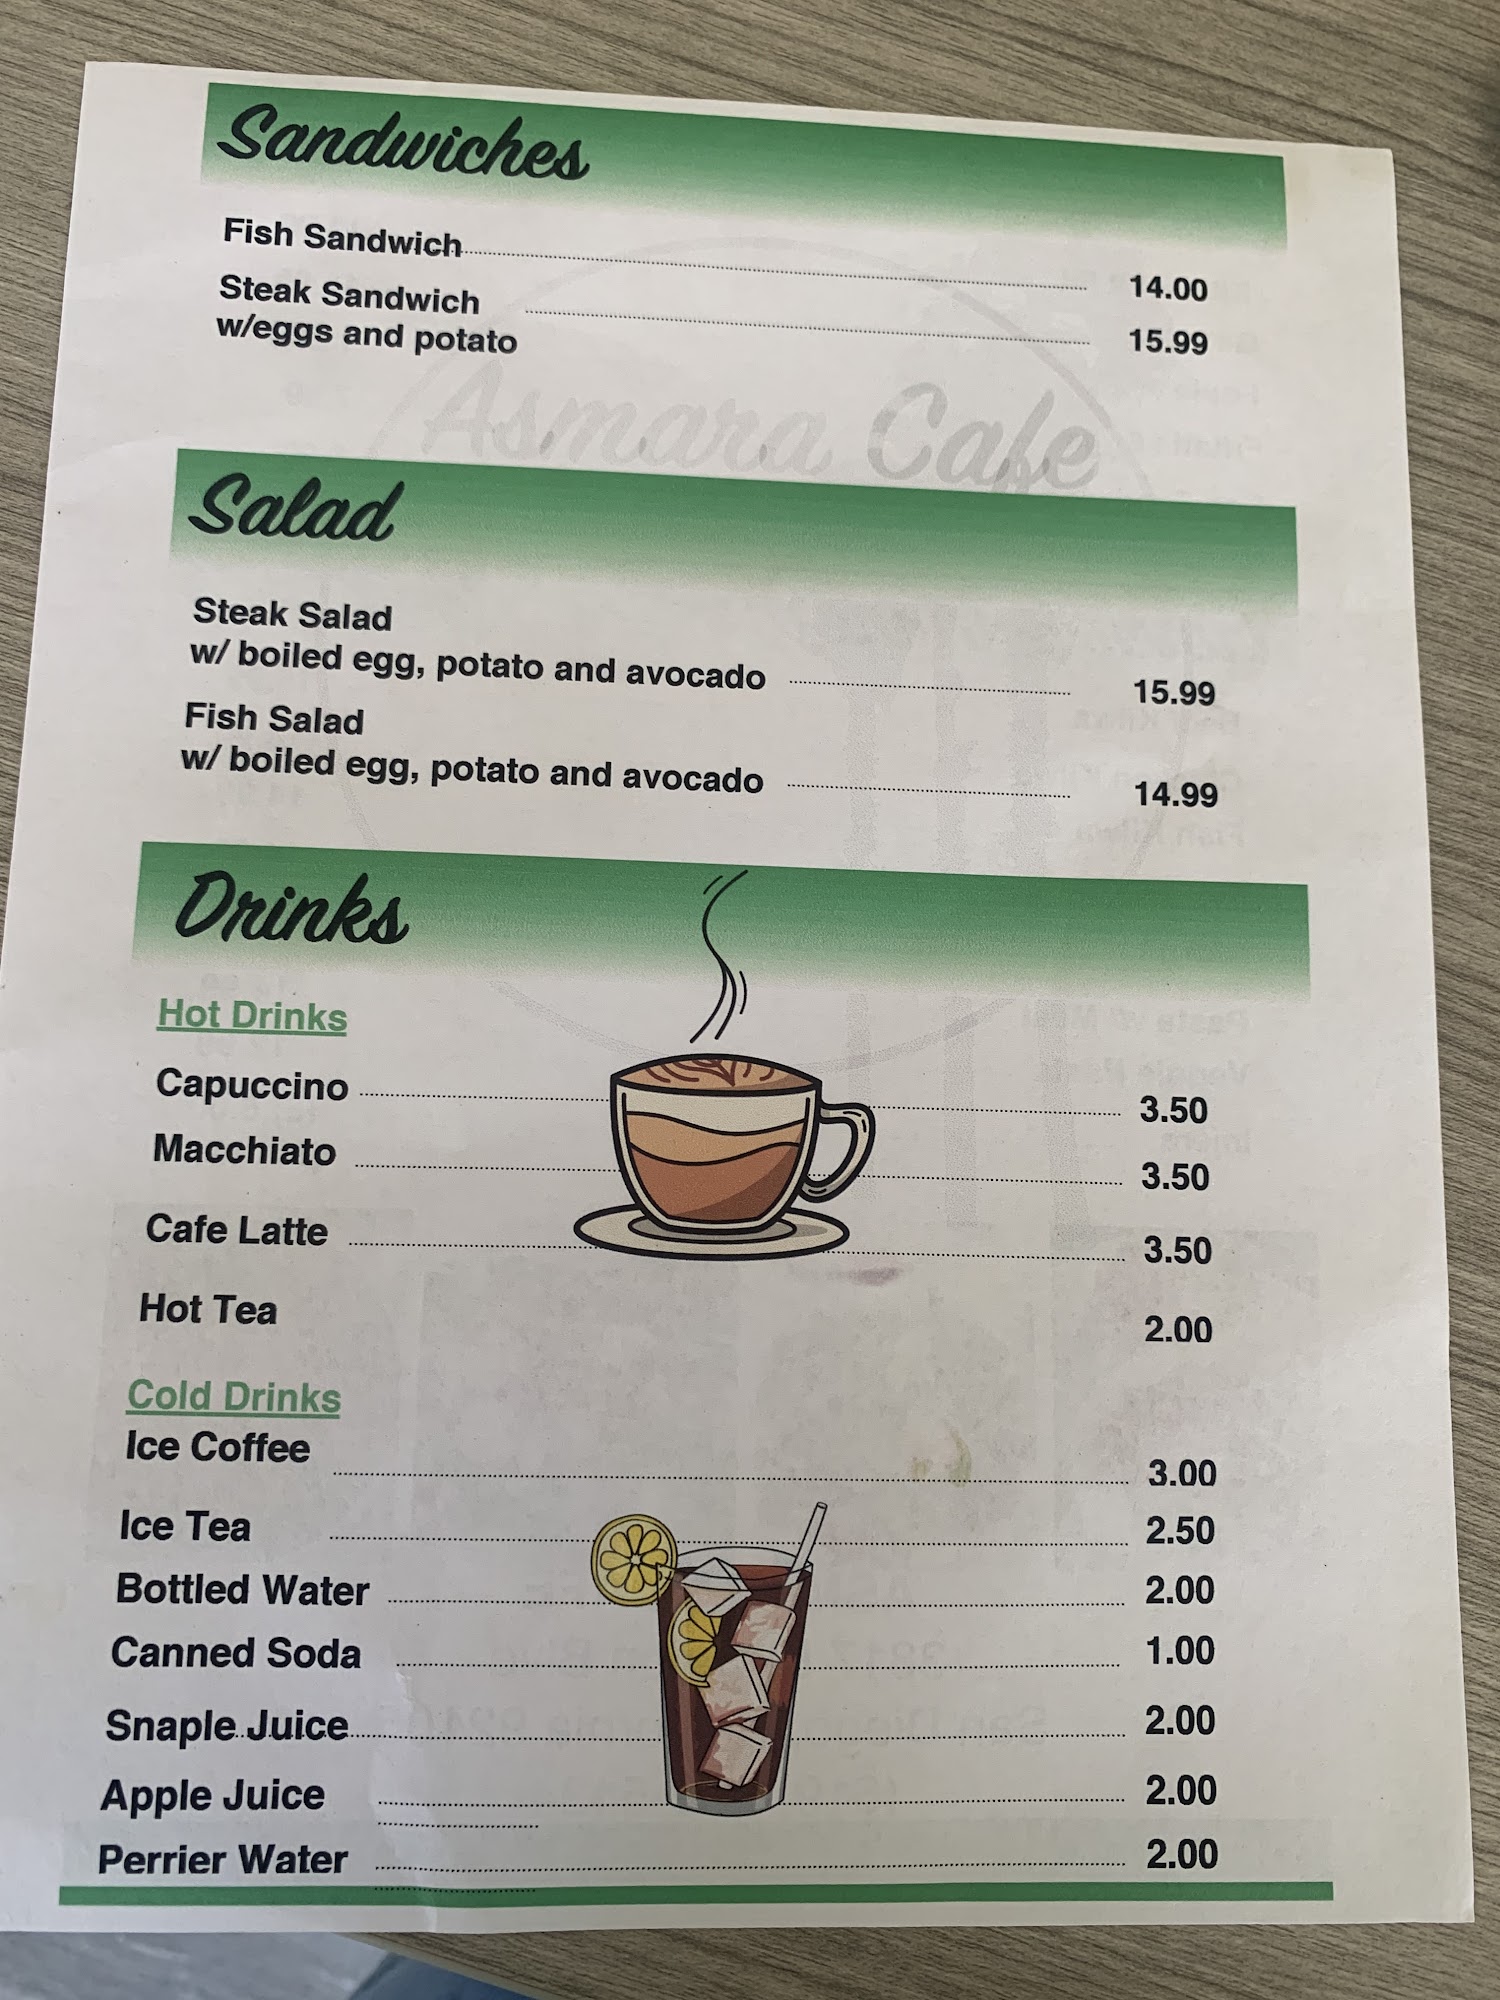 Sandwiches
Fish Sandwich 14.00
Steak Sandwich
w/eggs and potato 15.99
Asmara Cafe
Salad
Steak Salad
w/ boiled egg, potato and avocado 15.99
Fish Salad
w/ boiled egg, potato and avocado 14.99
Drinks
Hot Drinks
Capuccino 3.50
Macchiato 3.50
Cafe Latte 3.50
Hot Tea 2.00
Cold Drinks
Ice Coffee 3.00
Ice Tea 2.50
Bottled Water 2.00
Canned Soda 1.00
Snaple Juice 2.00
Apple Juice 2.00
Perrier Water 2.00